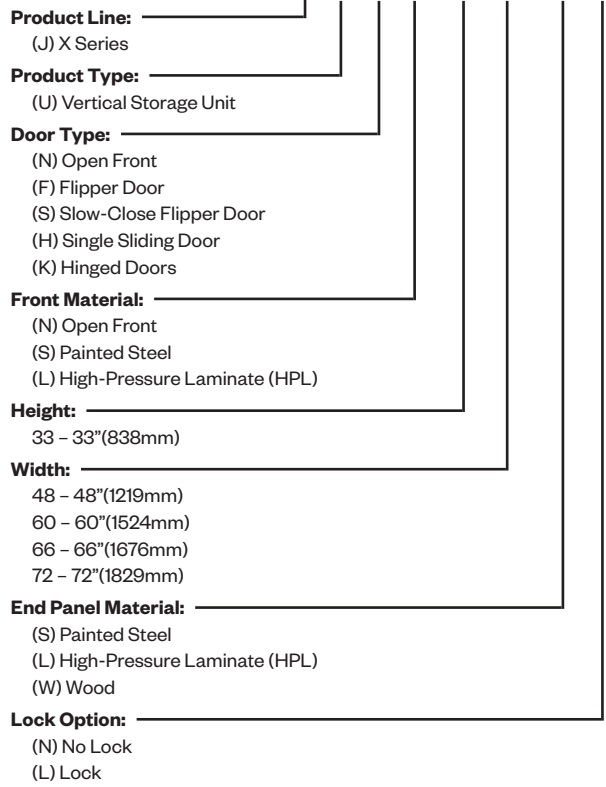 Product Line:
(J) X Series
Product Type:
(U) Vertical Storage Unit
Door Type:
(N) Open Front
(F) Flipper Door
(S) Slow-Close Flipper Door
(H) Single Sliding Door
(K) Hinged Doors
Front Material:
(N) Open Front
(S) Painted Steel
(L) High-Pressure Laminate (HPL)
Height:
33 – 33”(838mm)
Width:
48 – 48”(1219mm)
60 – 60”(1524mm)
66 – 66”(1676mm)
72 – 72”(1829mm)
End Panel Material:
(S) Painted Steel
(L) High-Pressure Laminate (HPL)
(W) Wood
Lock Option:
(N) No Lock
(L) Lock